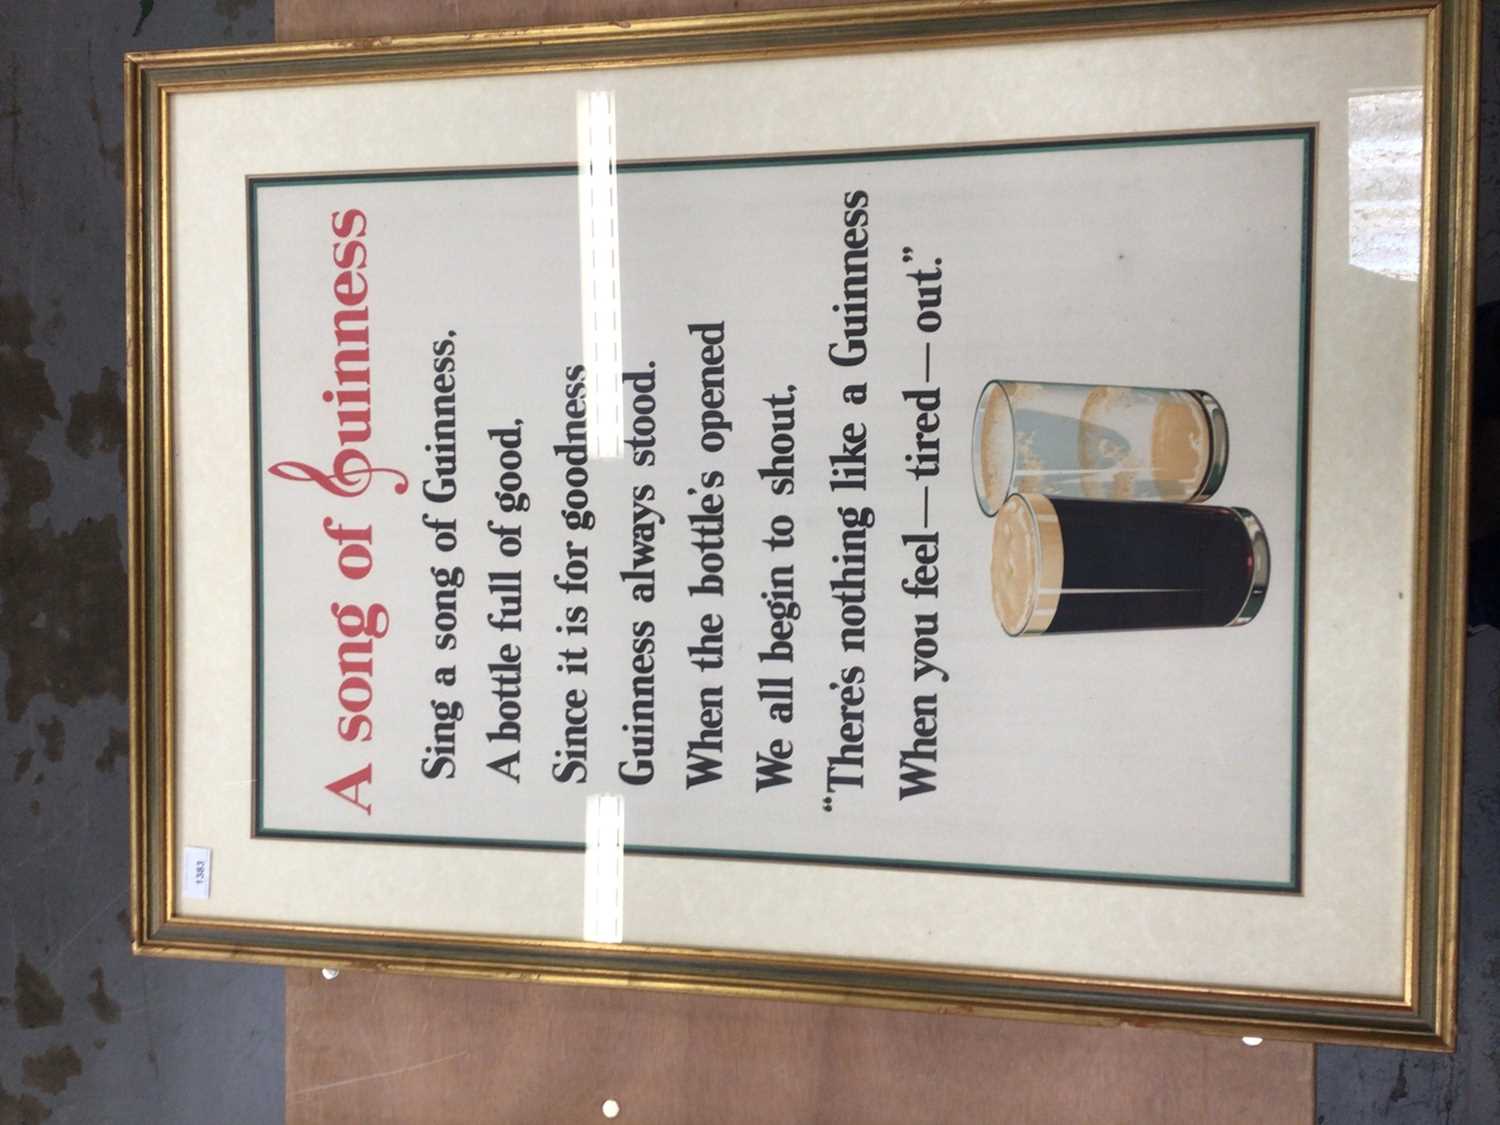 A song of Guinness
Sing a song of Guinness,
A bottle full of good,
Since it is for goodness
Guinness always stood.
When the bottle's opened
We all begin to shout,
“There's nothing like a Guinness
When you feel—tired—out.”
1383